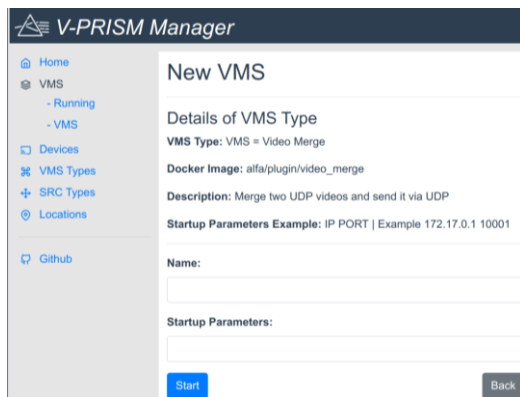 V-PRISM Manager
Home
VMS
- Running
- VMS
Devices
VMS Types
SRC Types
Locations
Github
New VMS
Details of VMS Type
VMS Type: VMS = Video Merge
Docker Image: alfa/plugin/video_merge
Description: Merge two UDP videos and send it via UDP
Startup Parameters Example: IP PORT | Example 172.17.0.1 10001
Name:
Startup Parameters:
Start
Back